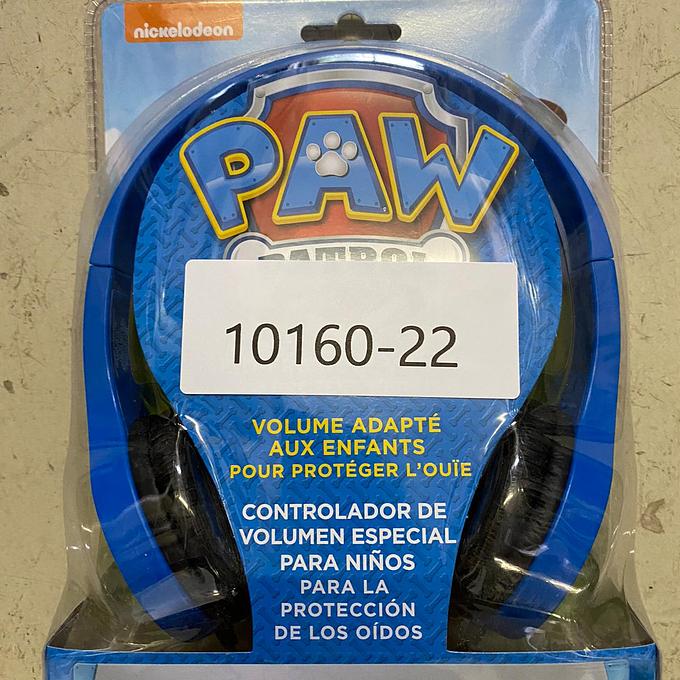 nickelodeon
PAW
PATROL
10160-22
VOLUME ADAPTÉ
AUX ENFANTS
POUR PROTÉGER L'OUÏE
CONTROLADOR DE
VOLUMEN ESPECIAL
PARA NIÑOS
PARA LA
PROTECCIÓN
DE LOS OÍDOS